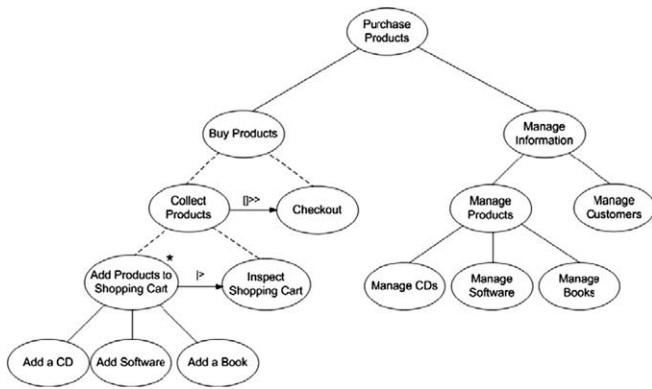 Purchase
Products
Buy Products
Manage
Information
Collect
Products
[]>>
Checkout
Manage
Products
Manage
Customers
Add Products to
Shopping Cart
*
|>
Inspect
Shopping Cart
Manage CDs
Manage
Software
Manage
Books
Add a CD
Add Software
Add a Book